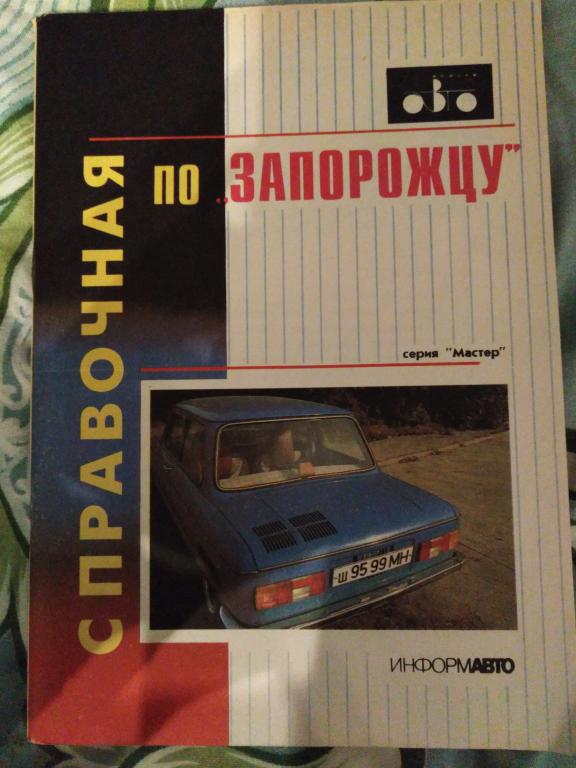 СПРАВОЧНАЯ
ПО „ЗАПОРОЖЦУ”
серия "Мастер"
Ш 95 99 МН
ИНФОРМАВТО